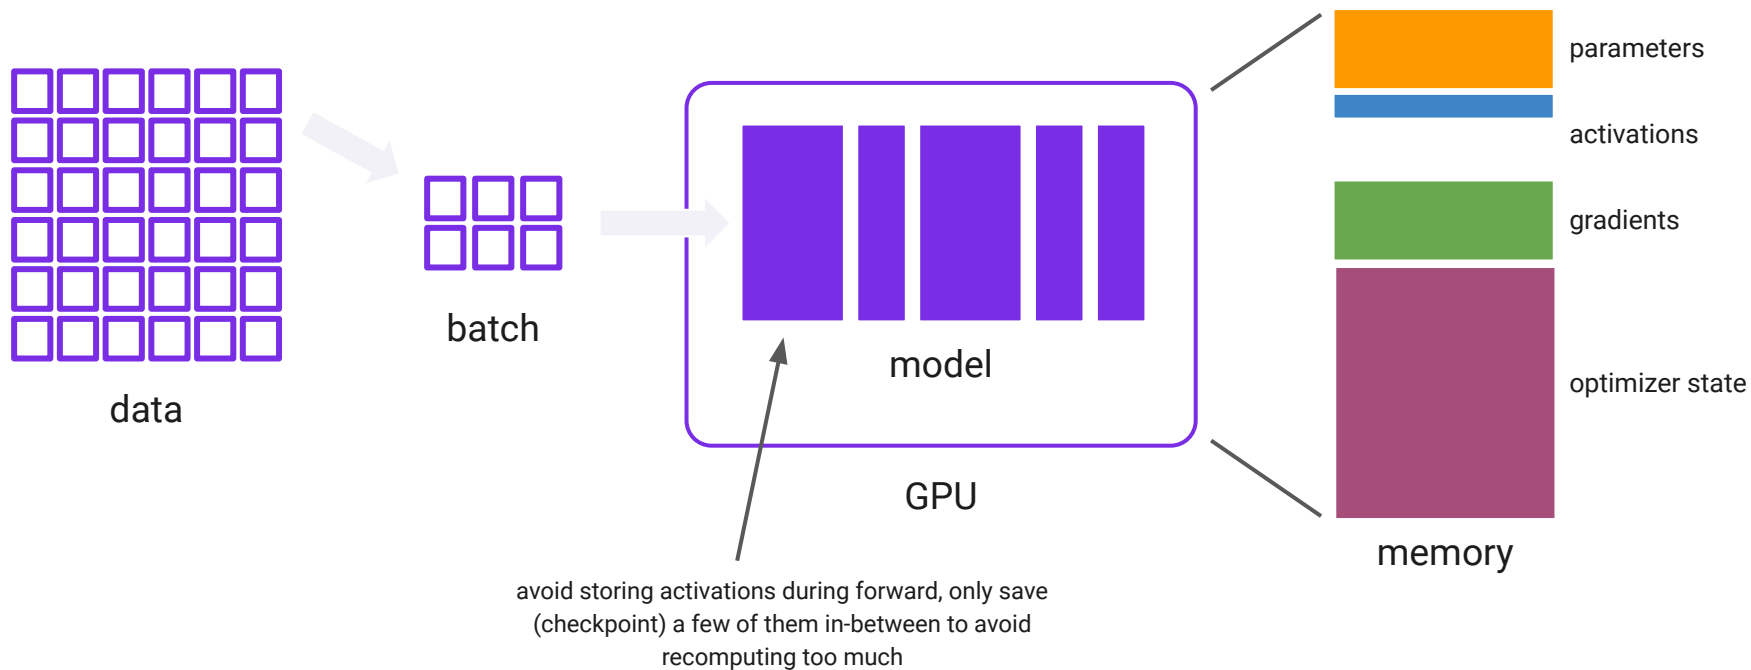 data
batch
model
GPU
avoid storing activations during forward, only save
(checkpoint) a few of them in-between to avoid
recomputing too much
parameters
activations
gradients
optimizer state
memory